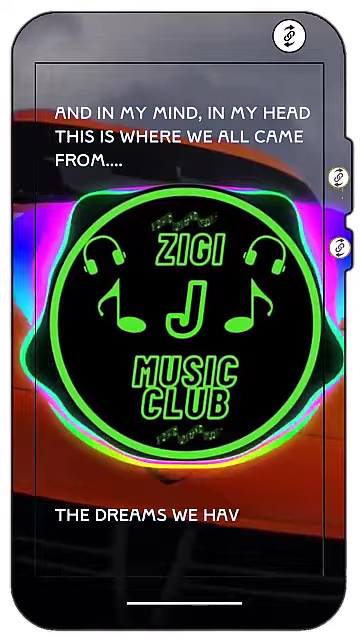 AND IN MY MIND, IN MY HEAD
THIS IS WHERE WE ALL CAME
FROM....
ZIGI
J
MUSIC
CLUB
THE DREAMS WE HAV